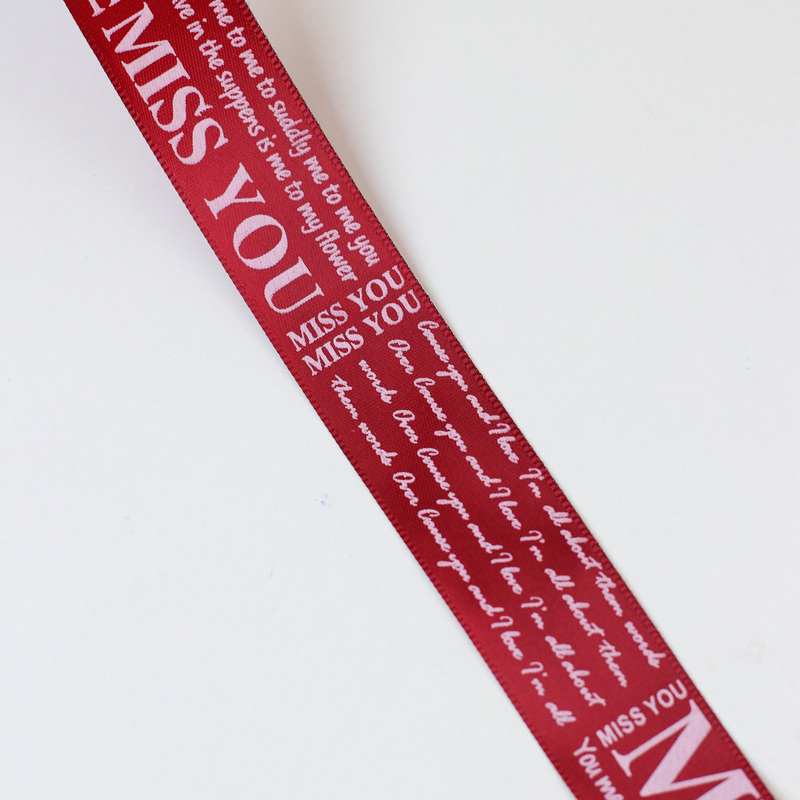 me to me to suddly me to me you
ve in the suppens is me to my flower
MISS YOU
MISS YOU
MISS YOU
Cause you and I love I'm all about them words
Over Cause you and I love I'm all about them
words Over Cause you and I love I'm all about
them words Over Cause you and I love I'm all
MISS YOU
M
You me